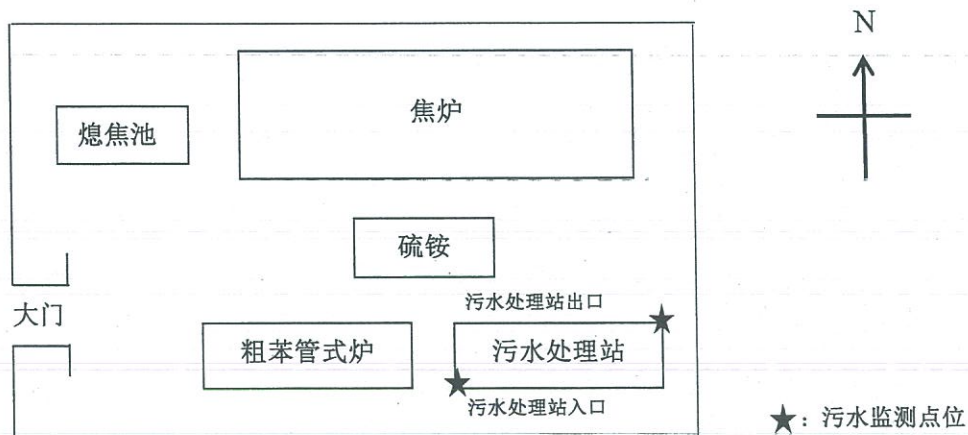 N
焦炉
熄焦池
硫铵
污水处理站出口
大门
粗苯管式炉
污水处理站
污水处理站入口
★：污水监测点位